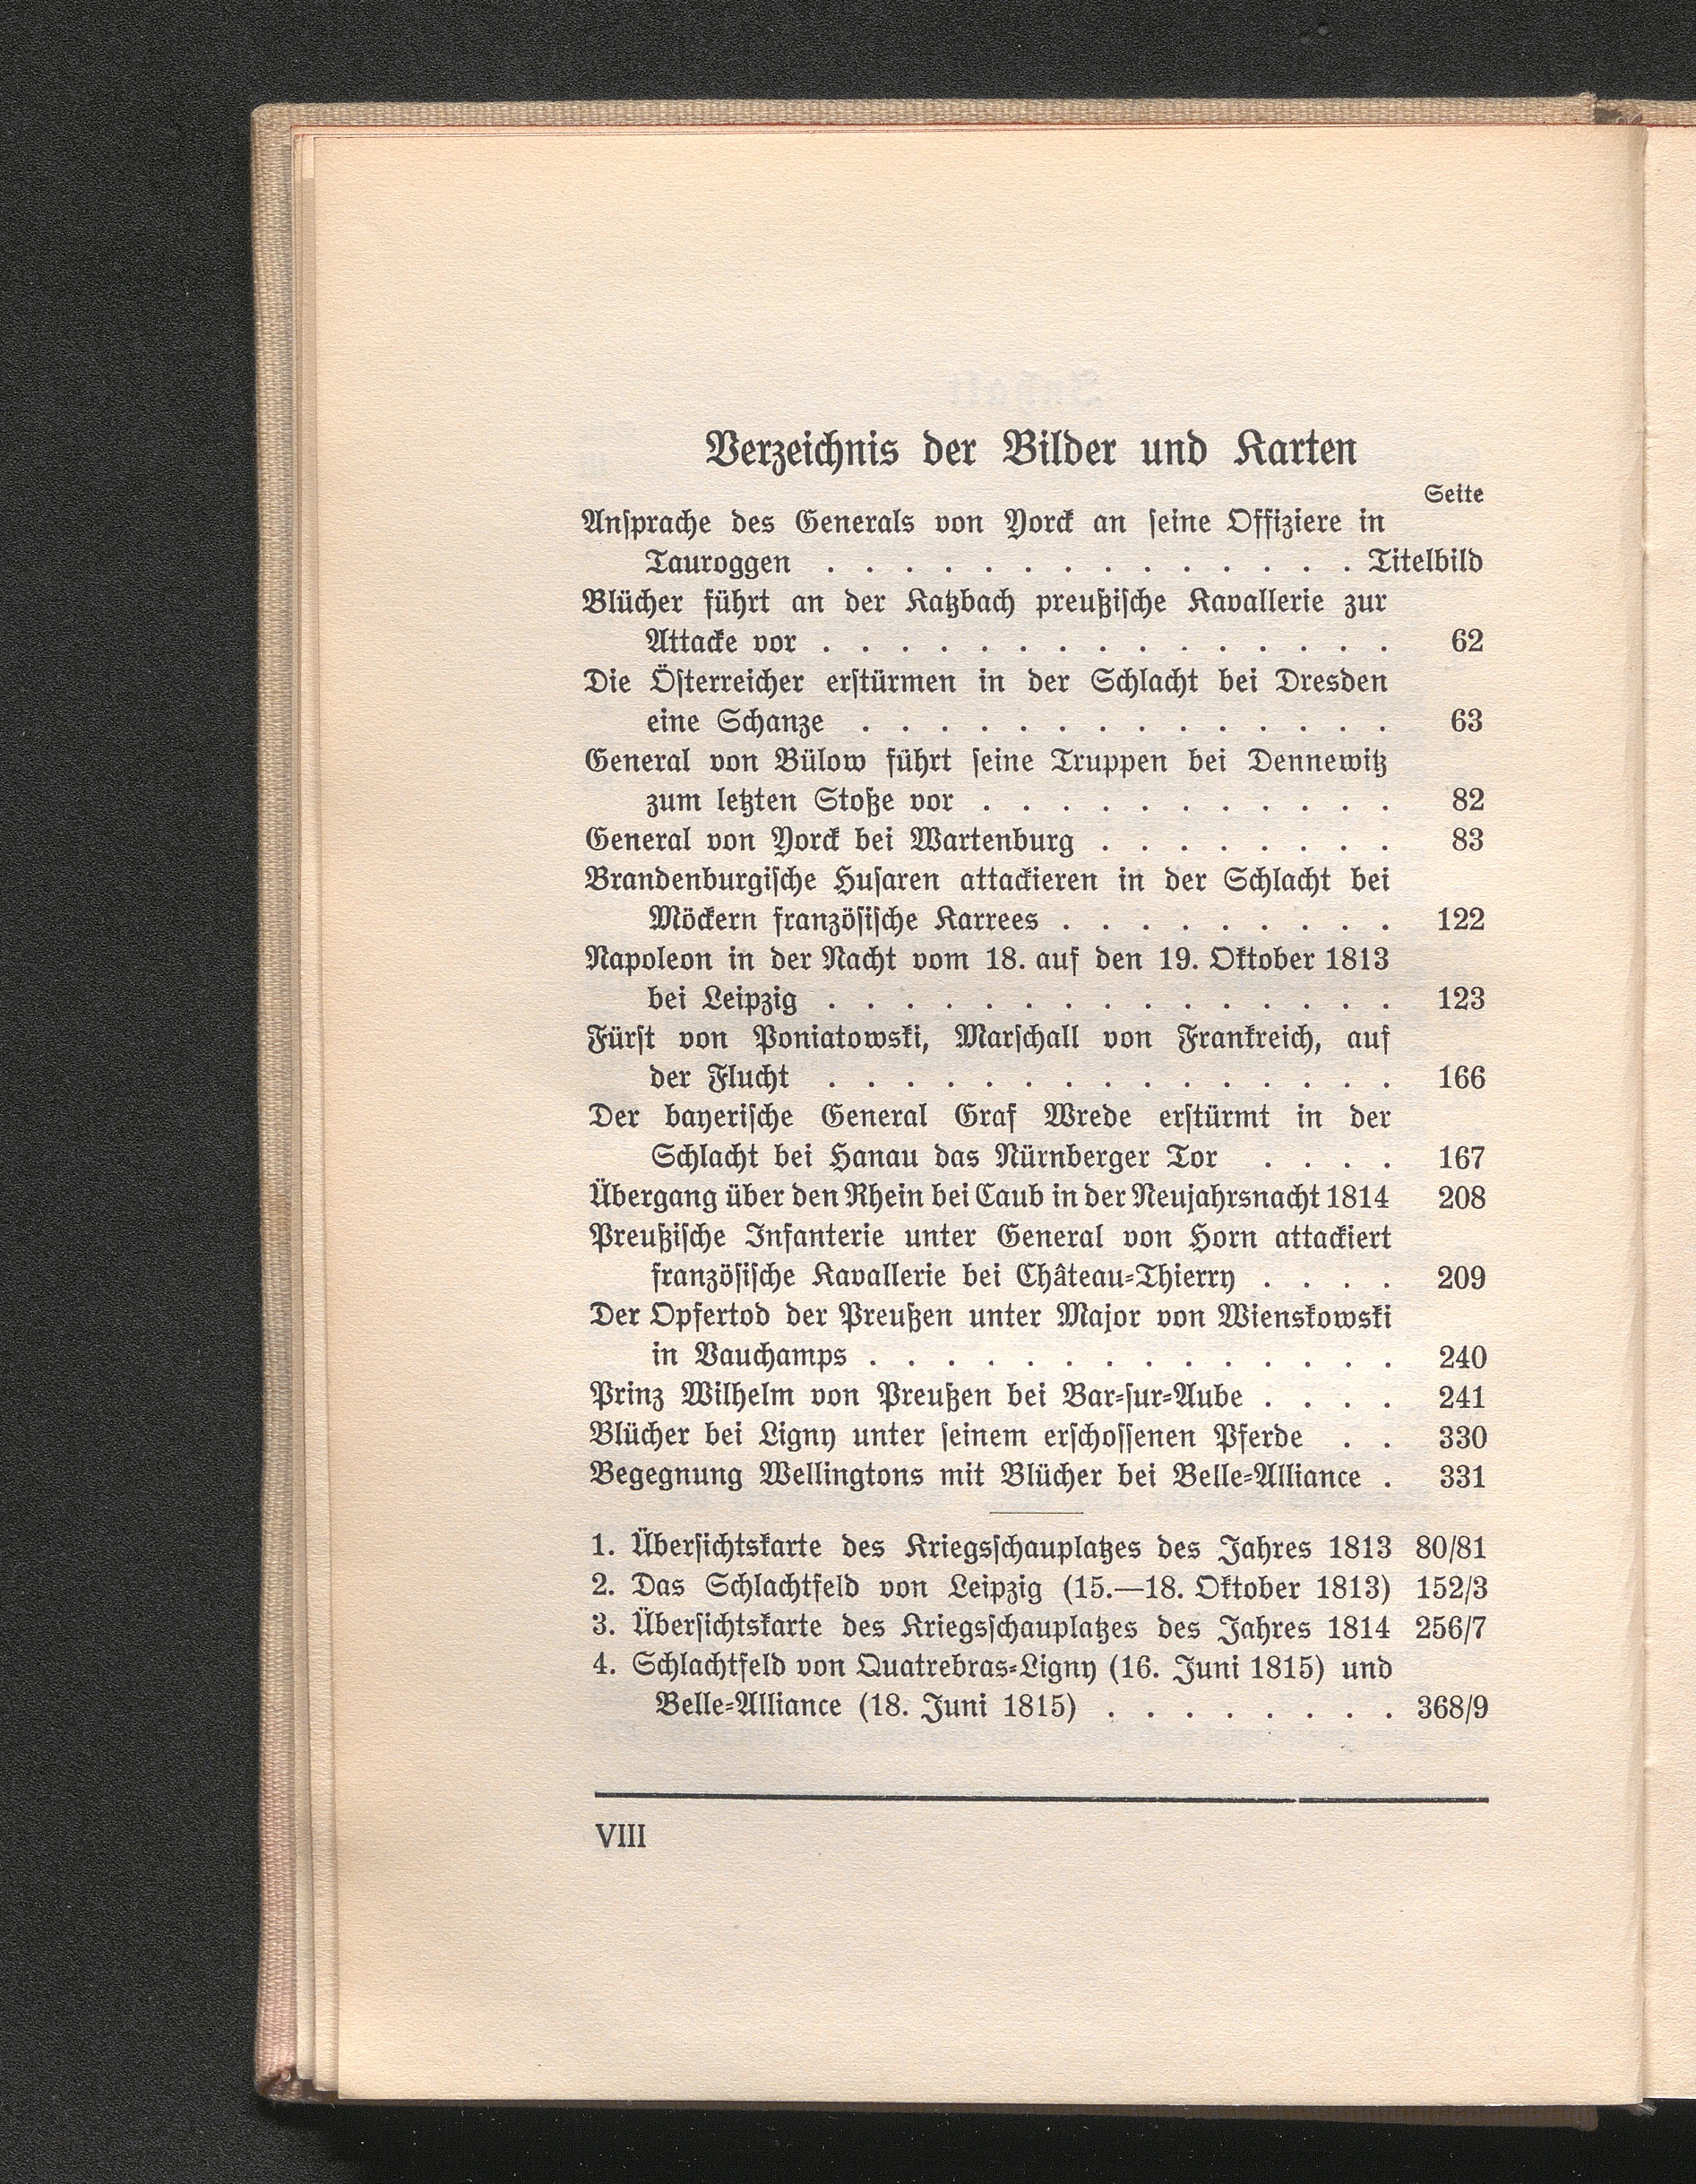 Verzeichnis der Bilder und Karten
Seite
Ansprache des Generals von Yorck an seine Offiziere in
Tauroggen . . . . . . . . . . . . . . Titelbild
Blücher führt an der Katzbach preußische Kavallerie zur
Attacke vor . . . . . . . . . . . . . . . 62
Die Österreicher erstürmen in der Schlacht bei Dresden
eine Schanze . . . . . . . . . . . . . . 63
General von Bülow führt seine Truppen bei Dennewitz
zum letzten Stoße vor . . . . . . . . . . . 82
General von Yorck bei Wartenburg . . . . . . . . 83
Brandenburgische Husaren attackieren in der Schlacht bei
Möckern französische Karrees . . . . . . . . . 122
Napoleon in der Nacht vom 18. auf den 19. Oktober 1813
bei Leipzig . . . . . . . . . . . . . . . 123
Fürst von Poniatowski, Marschall von Frankreich, auf
der Flucht . . . . . . . . . . . . . . . 166
Der bayerische General Graf Wrede erstürmt in der
Schlacht bei Hanau das Nürnberger Tor . . . . 167
Übergang über den Rhein bei Caub in der Neujahrsnacht 1814 208
Preußische Infanterie unter General von Horn attackiert
französische Kavallerie bei Château-Thierry . . . . 209
Der Opfertod der Preußen unter Major von Wienskowski
in Vauchamps . . . . . . . . . . . . . . 240
Prinz Wilhelm von Preußen bei Bar-sur-Aube . . . . 241
Blücher bei Ligny unter seinem erschossenen Pferde . . 330
Begegnung Wellingtons mit Blücher bei Belle-Alliance . 331
1. Übersichtskarte des Kriegsschauplatzes des Jahres 1813 80/81
2. Das Schlachtfeld von Leipzig (15.—18. Oktober 1813) 152/3
3. Übersichtskarte des Kriegsschauplatzes des Jahres 1814 256/7
4. Schlachtfeld von Quatrebras-Ligny (16. Juni 1815) und
Belle-Alliance (18. Juni 1815) . . . . . . . . 368/9
VIII